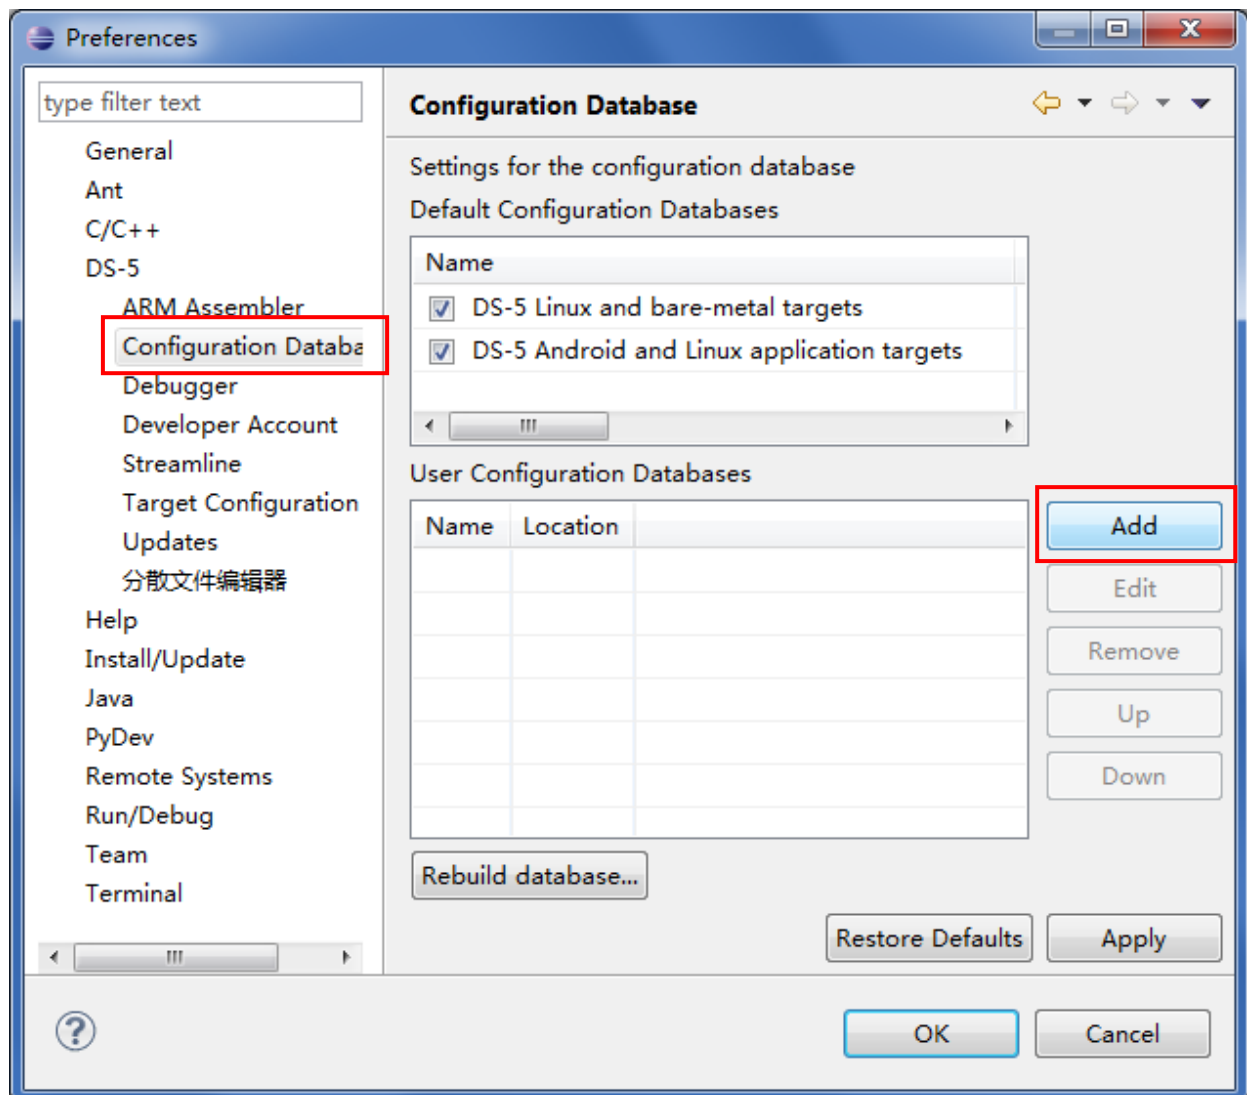 Preferences
type filter text
General
Ant
C/C++
DS-5
ARM Assembler
Configuration Databa
Debugger
Developer Account
Streamline
Target Configuration
Updates
分散文件编辑器
Help
Install/Update
Java
PyDev
Remote Systems
Run/Debug
Team
Terminal
Configuration Database
Settings for the configuration database
Default Configuration Databases
Name
DS-5 Linux and bare-metal targets
DS-5 Android and Linux application targets
User Configuration Databases
Name Location
Add
Edit
Remove
Up
Down
Rebuild database...
Restore Defaults Apply
? OK Cancel